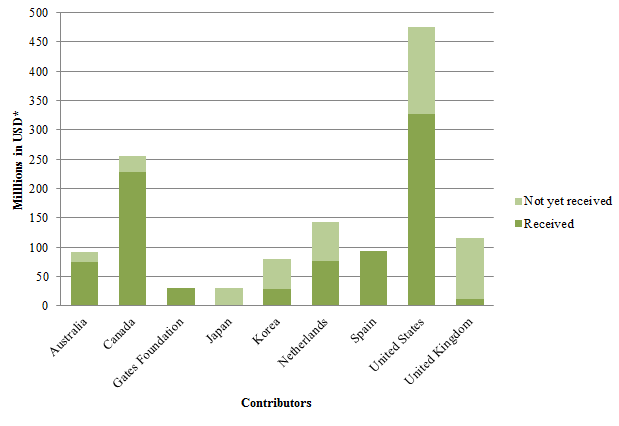 500
450
400
350
300
250
200
150
100
50
0
Milllions in USD*
Australia
Canada
Gates Foundation
Japan
Korea
Netherlands
Spain
United States
United Kingdom
Contributors
Not yet received
Received